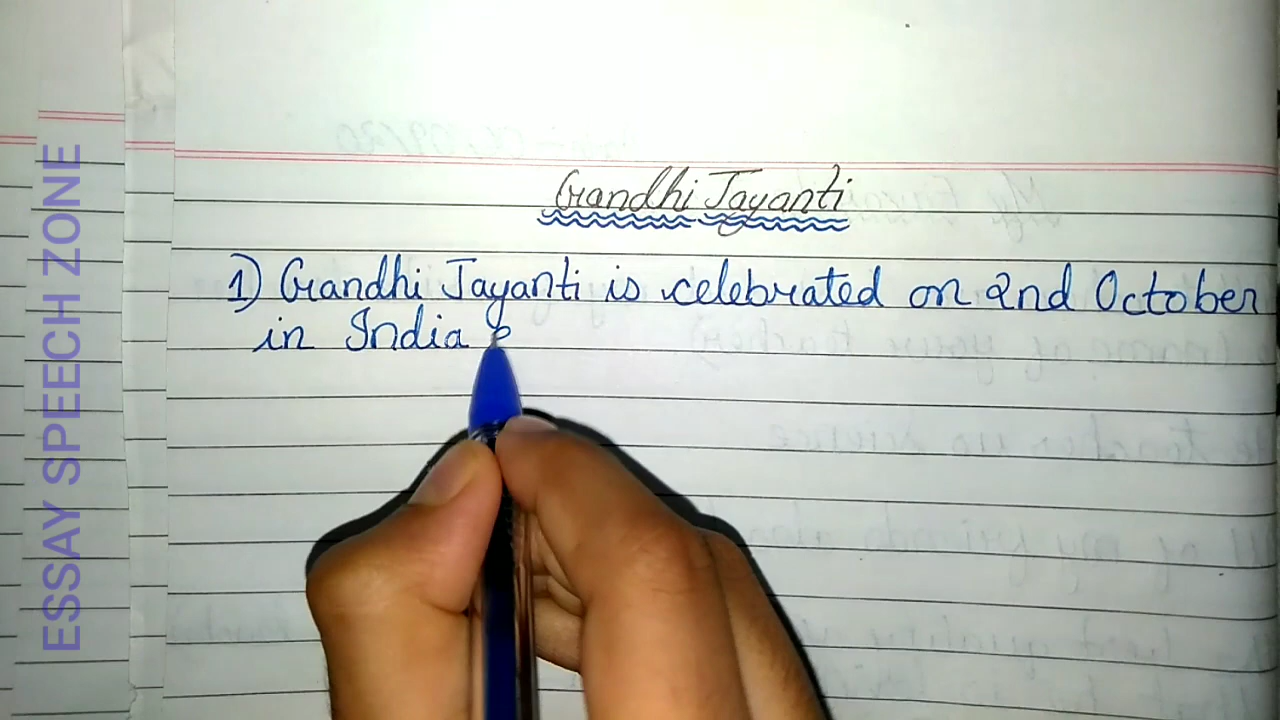 Gandhi Jayanti
1) Gandhi Jayanti is celebrated on 2nd October
in India
ESSAY SPEECH ZONE